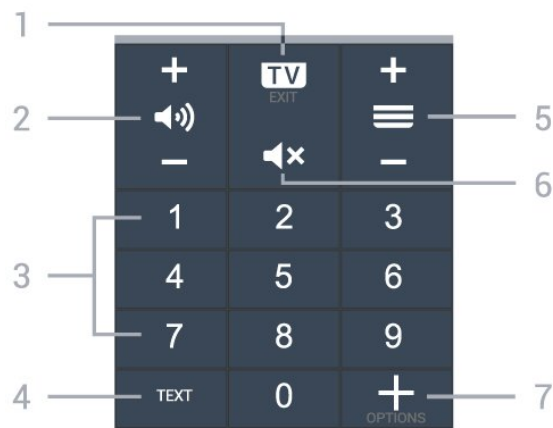 1
+ TV +
EXIT
2 5
− −
6
1 2 3
3
4 5 6
7 8 9
4 TEXT 0 + 7
OPTIONS